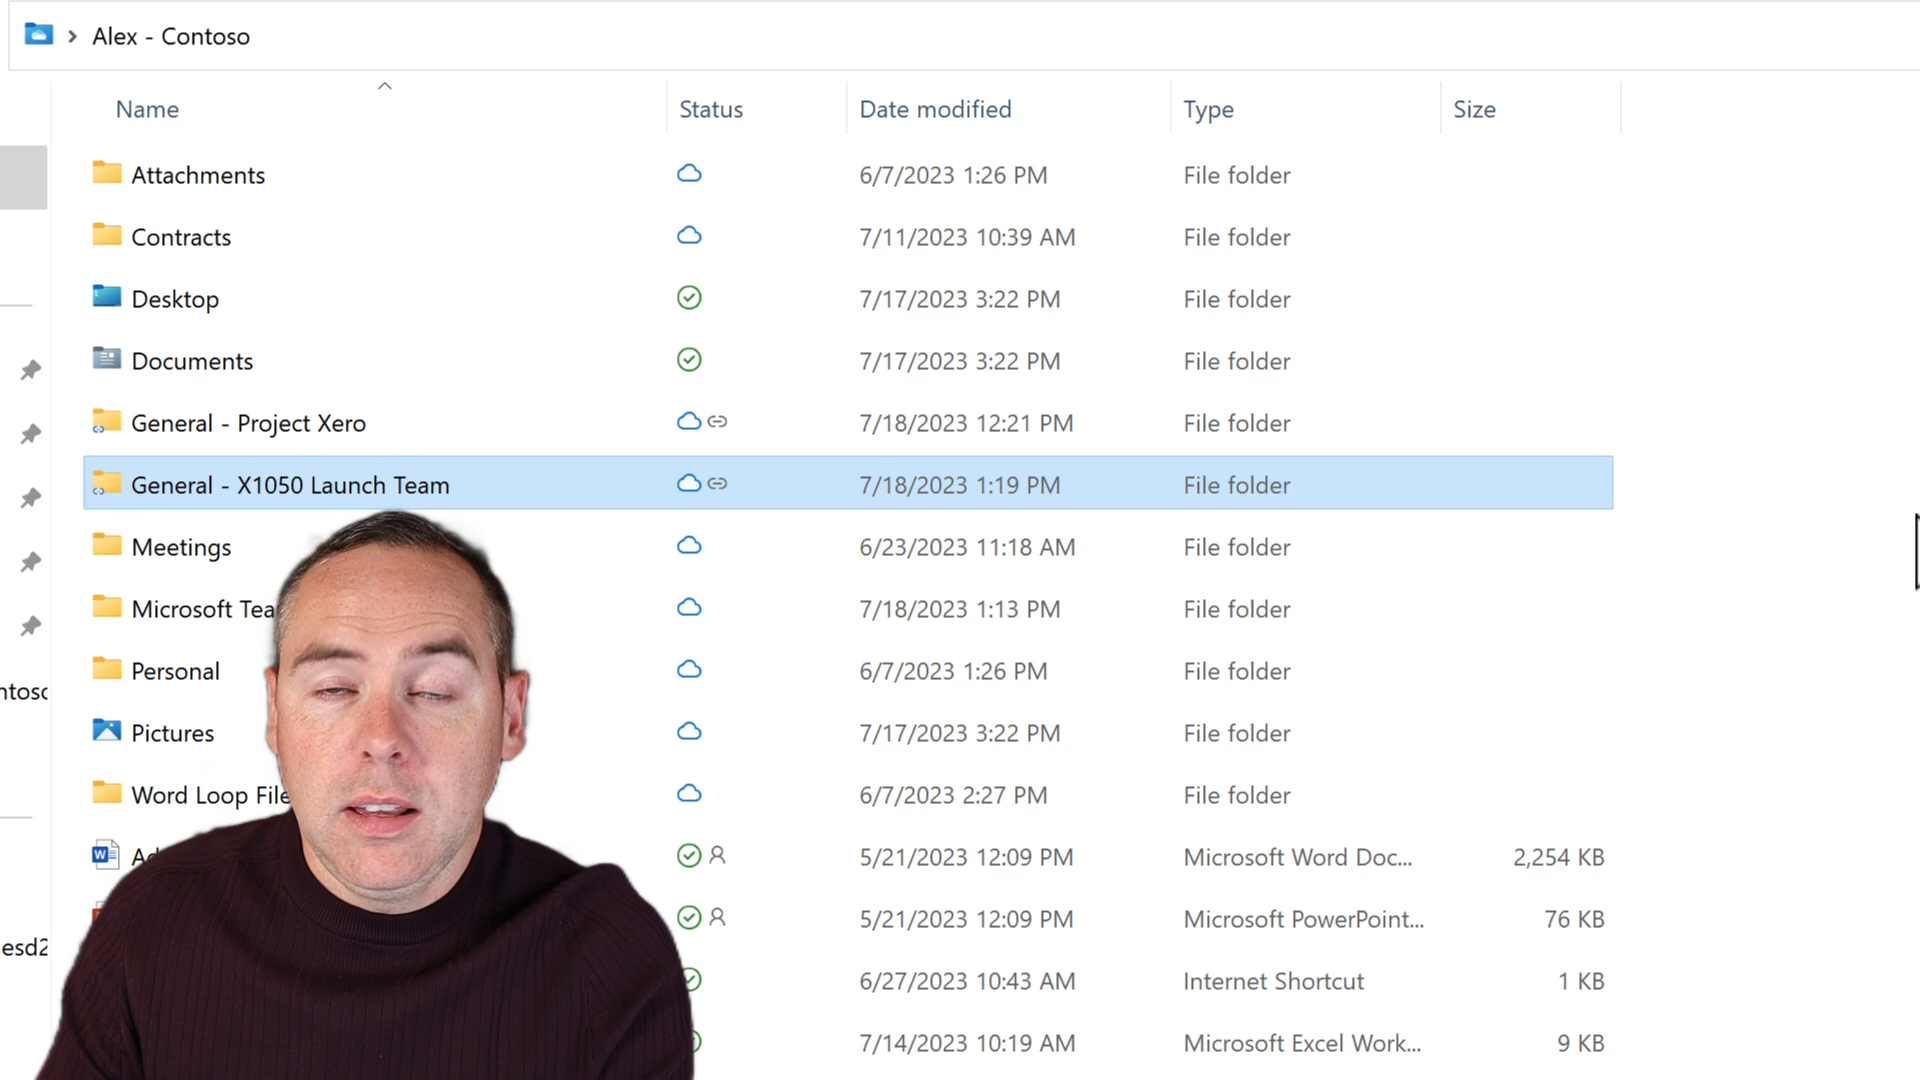 Alex - Contoso
Name Status Date modified Type Size
Attachments 6/7/2023 1:26 PM File folder
Contracts 7/11/2023 10:39 AM File folder
Desktop 7/17/2023 3:22 PM File folder
Documents 7/17/2023 3:22 PM File folder
General - Project Xero 7/18/2023 12:21 PM File folder
General - X1050 Launch Team 7/18/2023 1:19 PM File folder
Meetings 6/23/2023 11:18 AM File folder
Microsoft Tea 7/18/2023 1:13 PM File folder
Personal 6/7/2023 1:26 PM File folder
ntoso
Pictures 7/17/2023 3:22 PM File folder
Word Loop File 6/7/2023 2:27 PM File folder
5/21/2023 12:09 PM Microsoft Word Doc... 2,254 KB
5/21/2023 12:09 PM Microsoft PowerPoint... 76 KB
esd2
6/27/2023 10:43 AM Internet Shortcut 1 KB
7/14/2023 10:19 AM Microsoft Excel Work... 9 KB